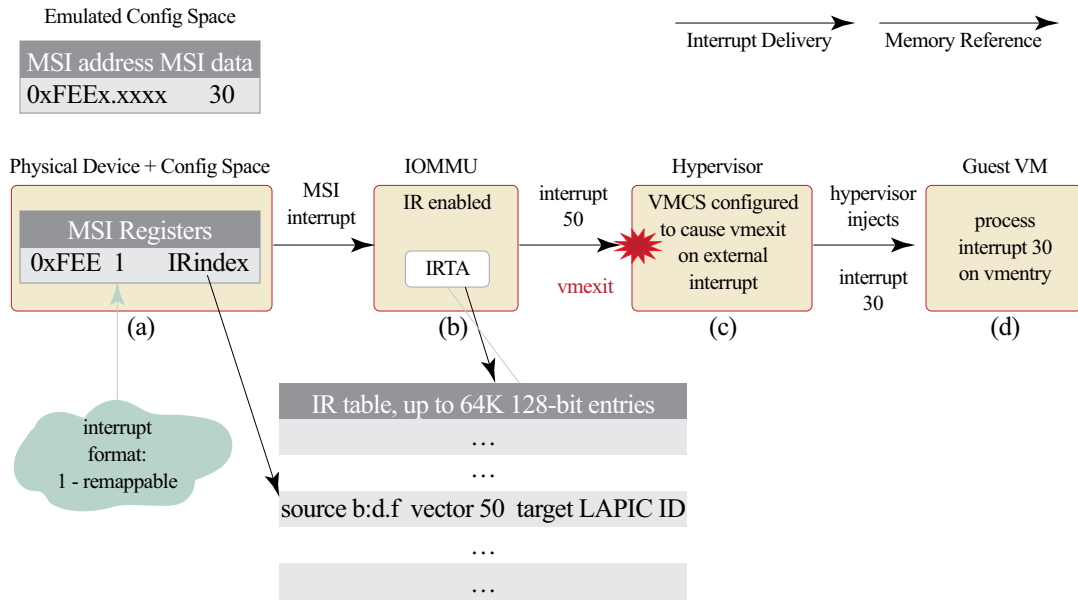 Emulated Config Space
MSI address MSI data
0xFEEx.xxxx 30
Interrupt Delivery
Memory Reference
Physical Device + Config Space
MSI Registers
0xFEE 1 IRindex
(a)
MSI
interrupt
IOMMU
IR enabled
IRTA
(b)
interrupt
50
vmexit
Hypervisor
VMCS configured
to cause vmexit
on external
interrupt
(c)
hypervisor
injects
interrupt
30
Guest VM
process
interrupt 30
on vmentry
(d)
interrupt
format:
1 - remappable
IR table, up to 64K 128-bit entries
…
…
source b:d.f vector 50 target LAPIC ID
…
…